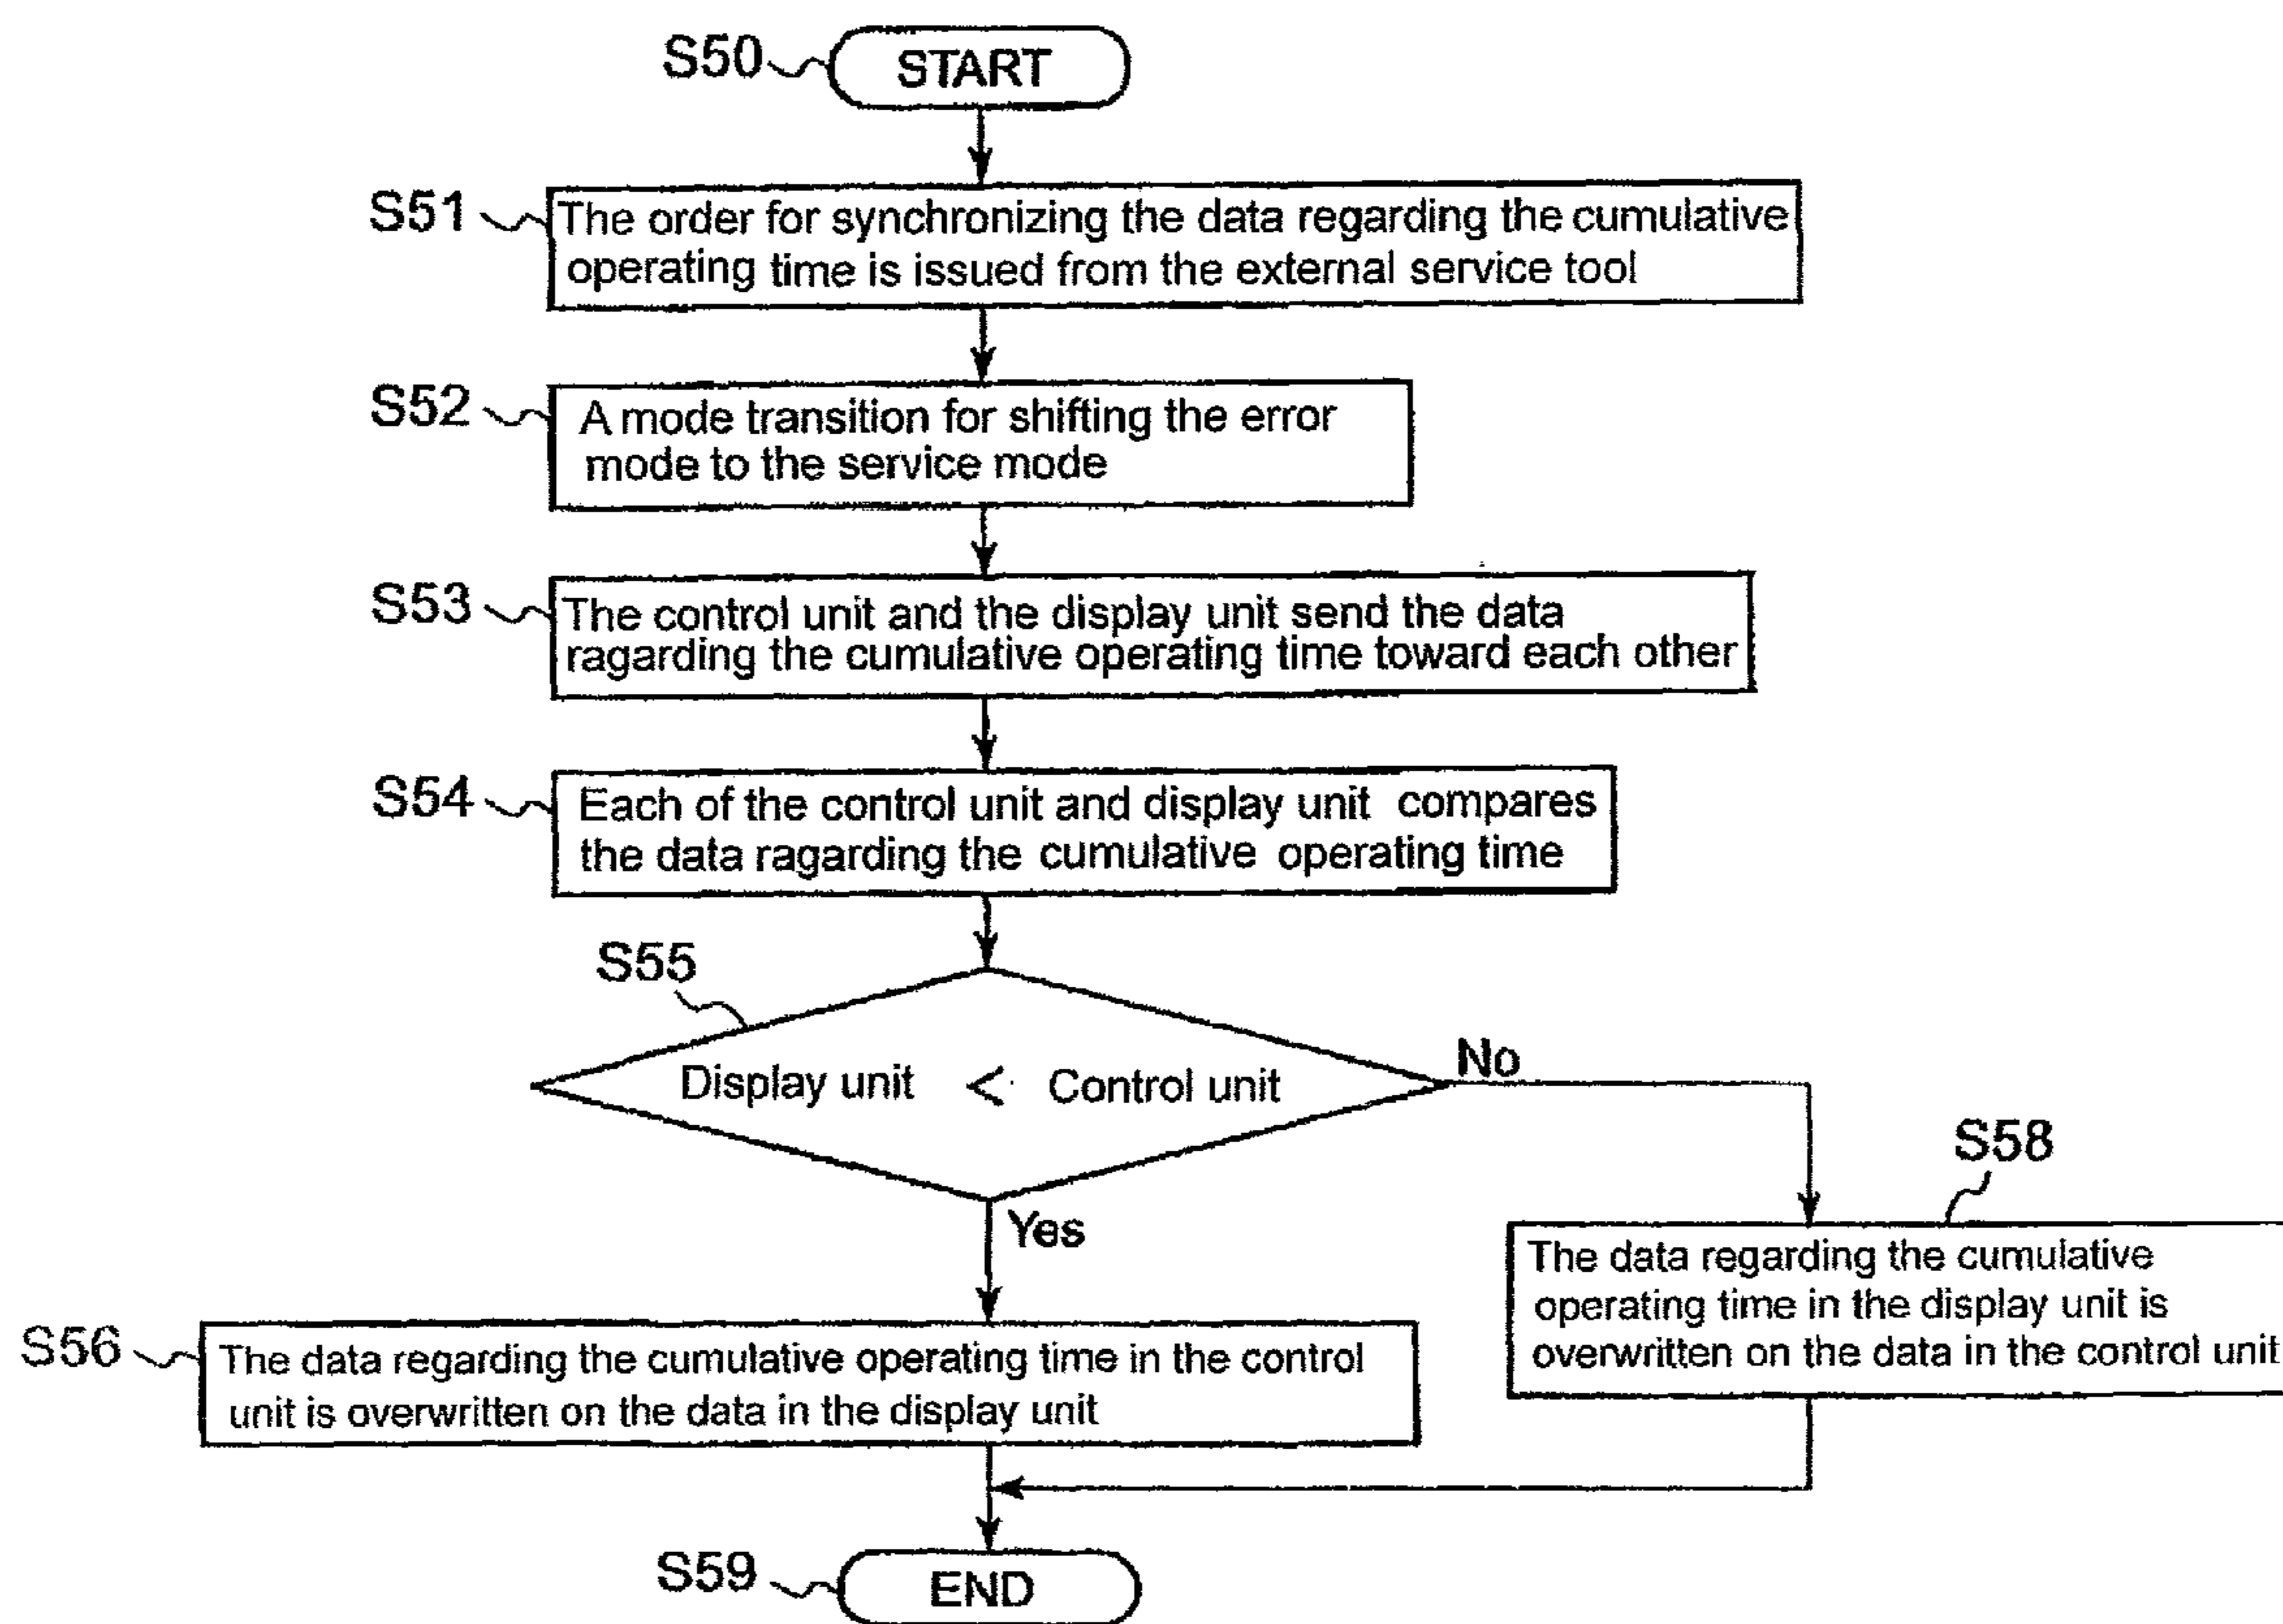 S50
START
S51
The order for synchronizing the data regarding the cumulative
operating time is issued from the external service tool
S52
A mode transition for shifting the error
mode to the service mode
S53
The control unit and the display unit send the data
ragarding the cumulative operating time toward each other
S54
Each of the control unit and display unit compares
the data ragarding the cumulative operating time
S55
Display unit < Control unit
No
Yes
S58
The data regarding the cumulative
operating time in the display unit is
overwritten on the data in the control unit
S56
The data regarding the cumulative operating time in the control
unit is overwritten on the data in the display unit
S59
END